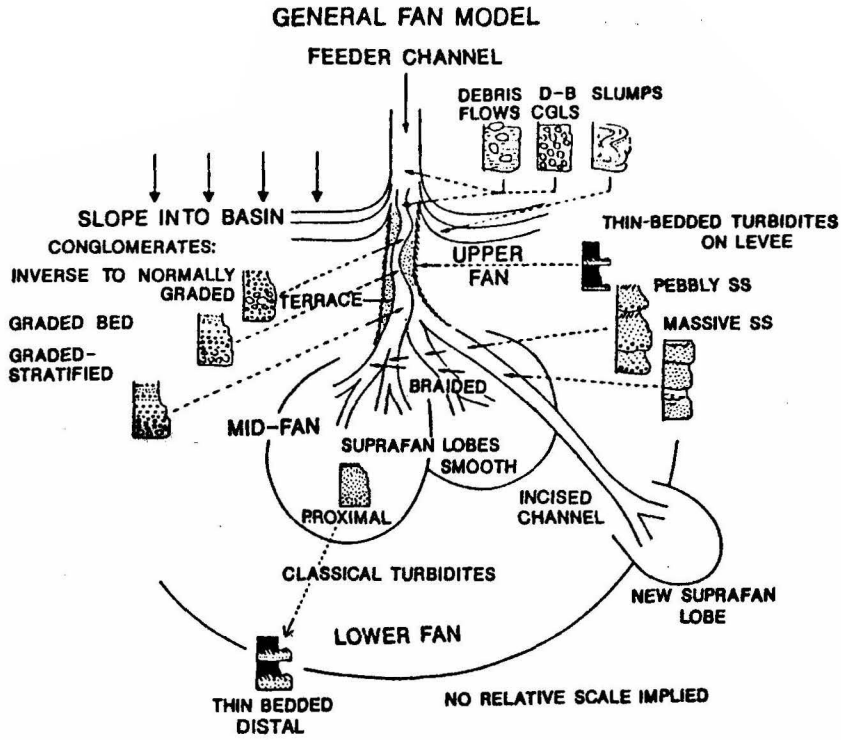 GENERAL FAN MODEL
FEEDER CHANNEL
DEBRIS
FLOWS
D-B
CGLS
SLUMPS
SLOPE INTO BASIN
CONGLOMERATES:
INVERSE TO NORMALLY
GRADED
GRADED BED
GRADED-
STRATIFIED
TERRACE
UPPER
FAN
THIN-BEDDED TURBIDITES
ON LEVEE
PEBBLY SS
MASSIVE SS
BRAIDED
MID-FAN
SUPRAFAN LOBES
SMOOTH
PROXIMAL
INCISED
CHANNEL
CLASSICAL TURBIDITES
NEW SUPRAFAN
LOBE
LOWER FAN
THIN BEDDED
DISTAL
NO RELATIVE SCALE IMPLIED